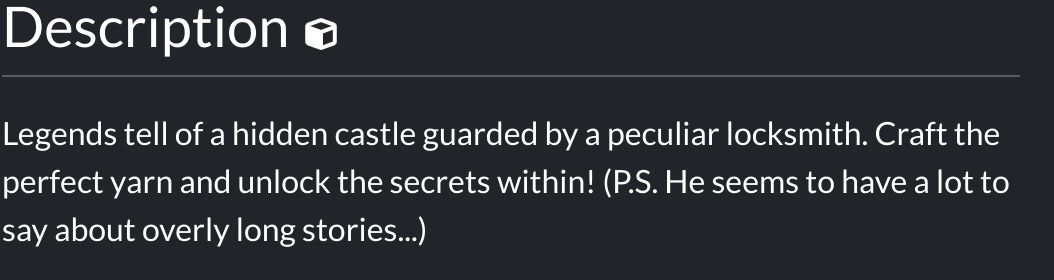 Description
Legends tell of a hidden castle guarded by a peculiar locksmith. Craft the
perfect yarn and unlock the secrets within! (P.S. He seems to have a lot to
say about overly long stories...)